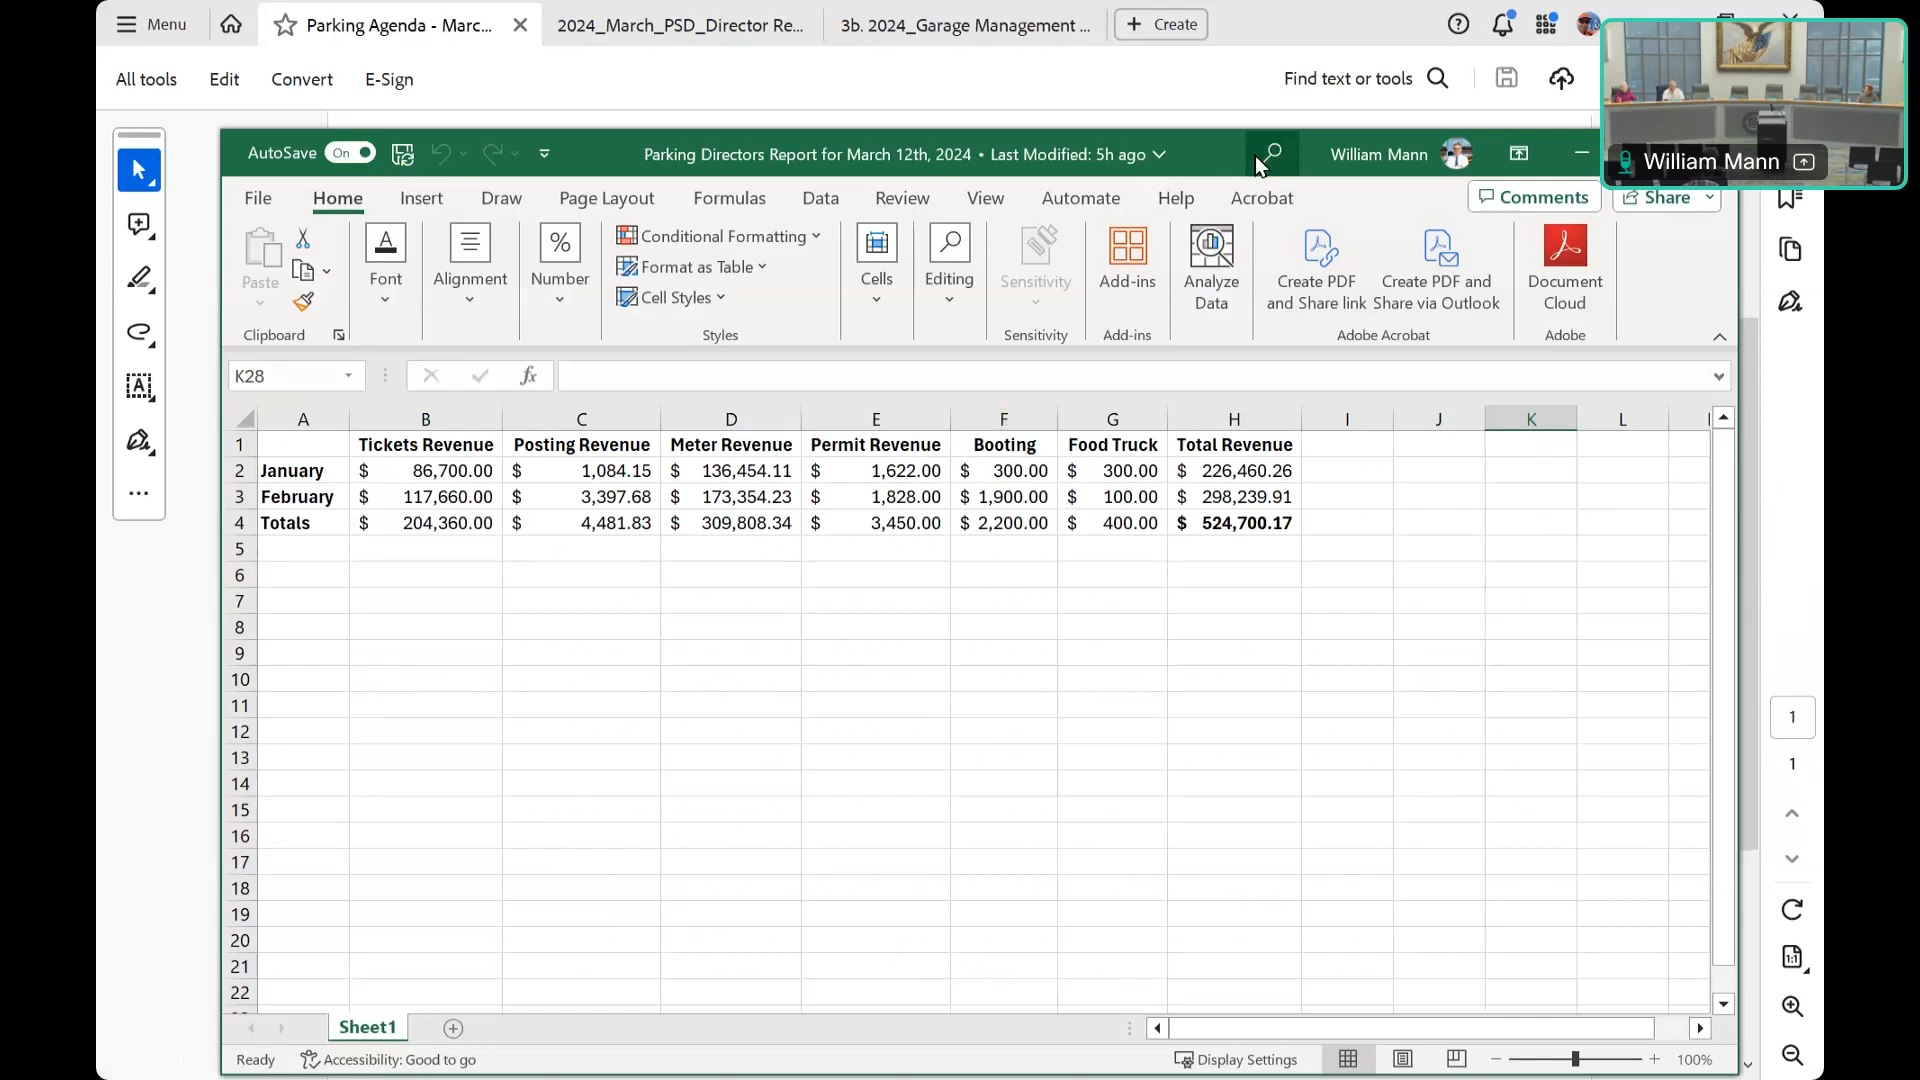 Menu
Parking Agenda - Marc...
2024_March_PSD_Director Re...
3b. 2024_Garage Management ...
Create
All tools
Edit
Convert
E-Sign
Find text or tools
William Mann
AutoSave
On
Parking Directors Report for March 12th, 2024 • Last Modified: 5h ago
William Mann
File
Home
Insert
Draw
Page Layout
Formulas
Data
Review
View
Automate
Help
Acrobat
Comments
Share
Paste
Clipboard
Font
Alignment
Number
Conditional Formatting
Format as Table
Cell Styles
Styles
Cells
Editing
Sensitivity
Sensitivity
Add-ins
Add-ins
Analyze
Data
Create PDF
and Share link
Create PDF and
Share via Outlook
Adobe Acrobat
Document
Cloud
Adobe
K28
fx
A B C D E F G H I J K L
1 Tickets Revenue Posting Revenue Meter Revenue Permit Revenue Booting Food Truck Total Revenue
2 January $ 86,700.00 $ 1,084.15 $ 136,454.11 $ 1,622.00 $ 300.00 $ 300.00 $ 226,460.26
3 February $ 117,660.00 $ 3,397.68 $ 173,354.23 $ 1,828.00 $ 1,900.00 $ 100.00 $ 298,239.91
4 Totals $ 204,360.00 $ 4,481.83 $ 309,808.34 $ 3,450.00 $ 2,200.00 $ 400.00 $ 524,700.17
5
6
7
8
9
10
11
12
13
14
15
16
17
18
19
20
21
22
1
1
Sheet1
Ready
Accessibility: Good to go
Display Settings
100%